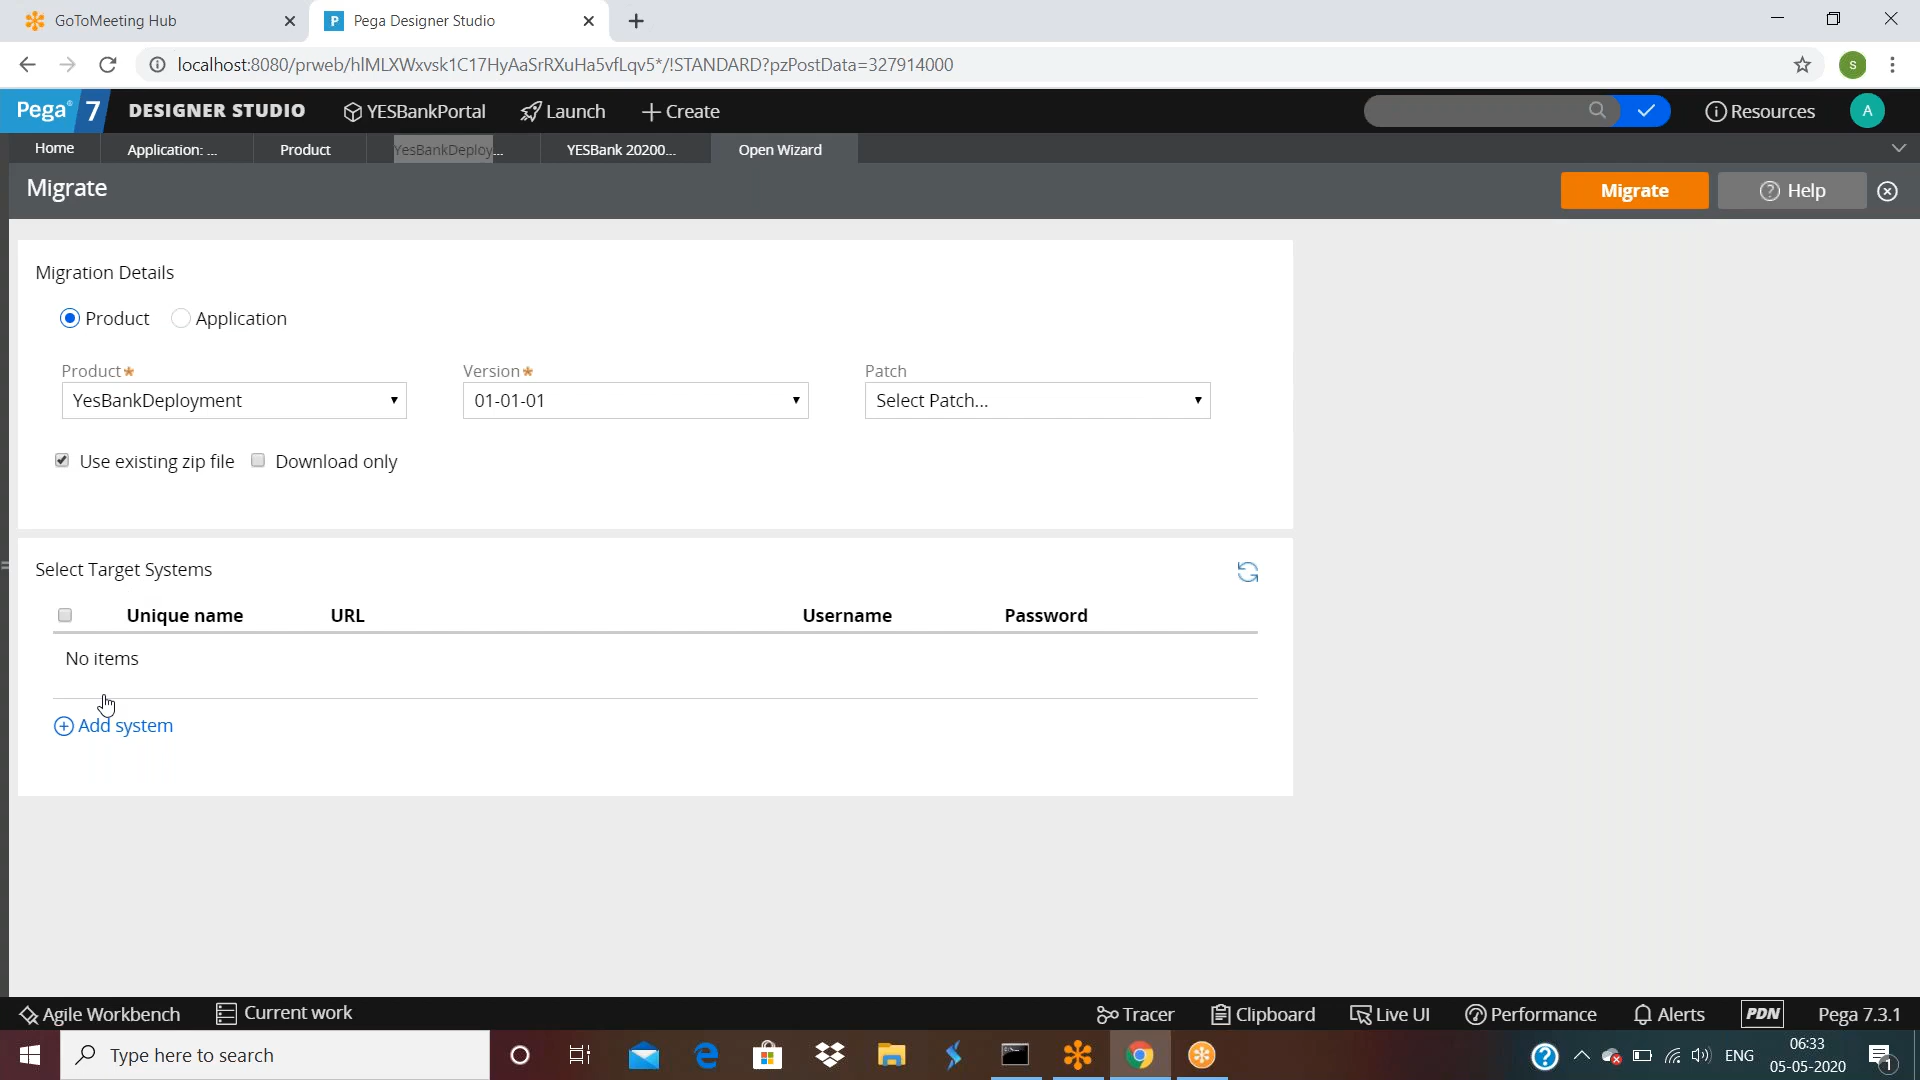 GoToMeeting Hub
P Pega Designer Studio
localhost:8080/prweb/hlMLXWxvsk1C17HyAaSrRXuHa5vfLqv5*/!STANDARD?pzPostData=327914000
s
Pega 7 DESIGNER STUDIO YESBankPortal Launch Create Resources A
Home Application: ... Product YesBankDeploy... YESBank 20200... Open Wizard
Migrate Migrate Help
Migration Details
Product Application
Product* Version* Patch
YesBankDeployment 01-01-01 Select Patch...
Use existing zip file Download only
Select Target Systems
Unique name URL Username Password
No items
Add system
Agile Workbench Current work Tracer Clipboard Live UI Performance Alerts PDN Pega 7.3.1
Type here to search ENG 06:33
05-05-2020 1